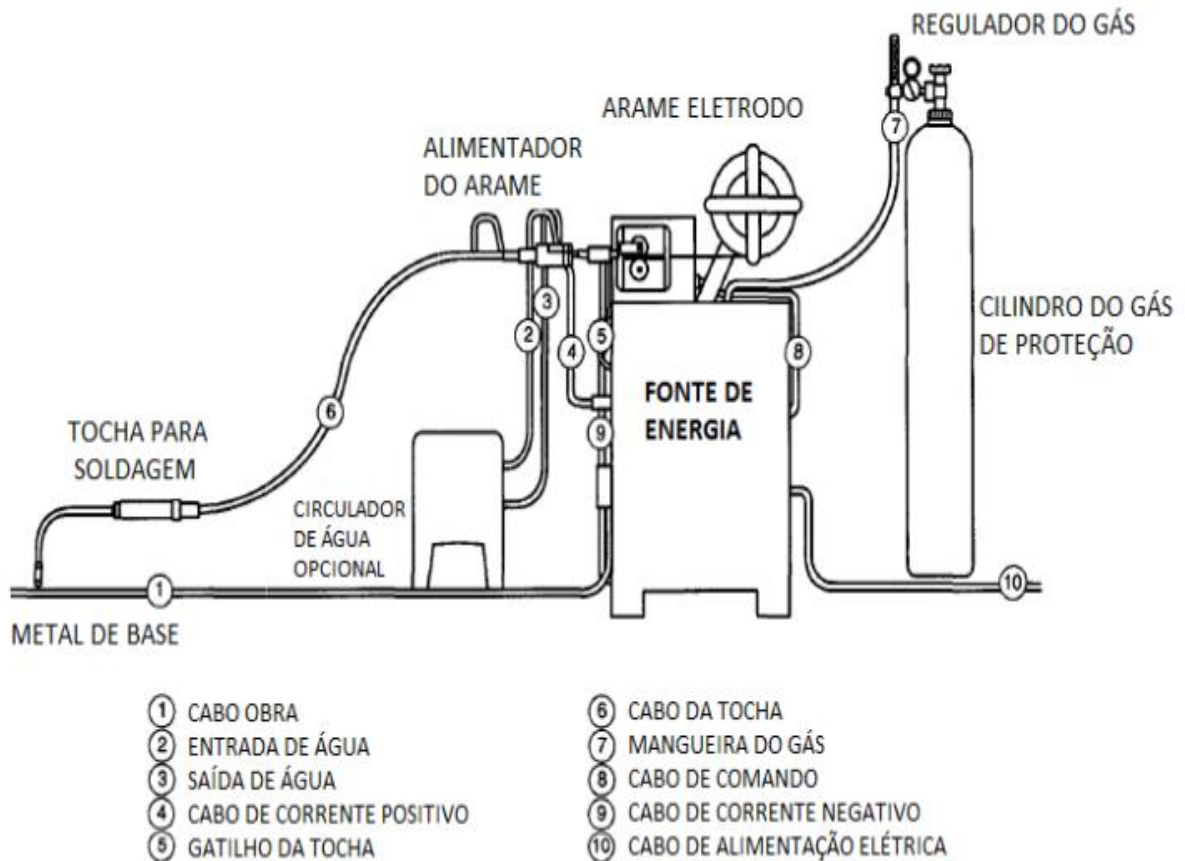 REGULADOR DO GÁS
ARAME ELETRODO
ALIMENTADOR
DO ARAME
7
3
2
4
5
8
CILINDRO DO GÁS
DE PROTEÇÃO
FONTE DE
ENERGIA
6
9
TOCHA PARA
SOLDAGEM
CIRCULADOR
DE ÁGUA
OPCIONAL
1
10
METAL DE BASE
1 CABO OBRA
2 ENTRADA DE ÁGUA
3 SAÍDA DE ÁGUA
4 CABO DE CORRENTE POSITIVO
5 GATILHO DA TOCHA
6 CABO DA TOCHA
7 MANGUEIRA DO GÁS
8 CABO DE COMANDO
9 CABO DE CORRENTE NEGATIVO
10 CABO DE ALIMENTAÇÃO ELÉTRICA